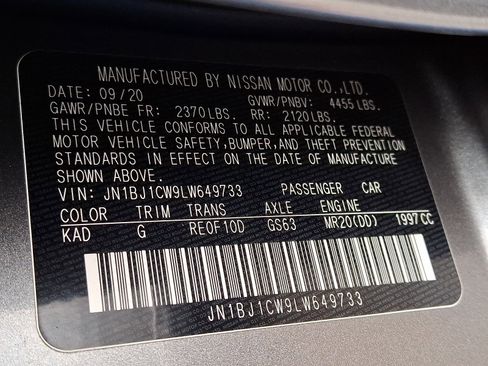 MANUFACTURED BY NISSAN MOTOR CO.,LTD.
DATE: 09/20 GVWR/PNBV: 4455 LBS.
GAWR/PNBE FR: 2370 LBS. RR: 2120 LBS.
THIS VEHICLE CONFORMS TO ALL APPLICABLE FEDERAL
MOTOR VEHICLE SAFETY,BUMPER,AND THEFT PREVENTION
STANDARDS IN EFFECT ON THE DATE OF MANUFACTURE
SHOWN ABOVE.
VIN: JN1BJ1CW9LW649733 PASSENGER CAR
COLOR TRIM TRANS AXLE ENGINE
KAD G REOF10D GS63 MR20(DD) 1997 CC
JN1BJ1CW9LW649733